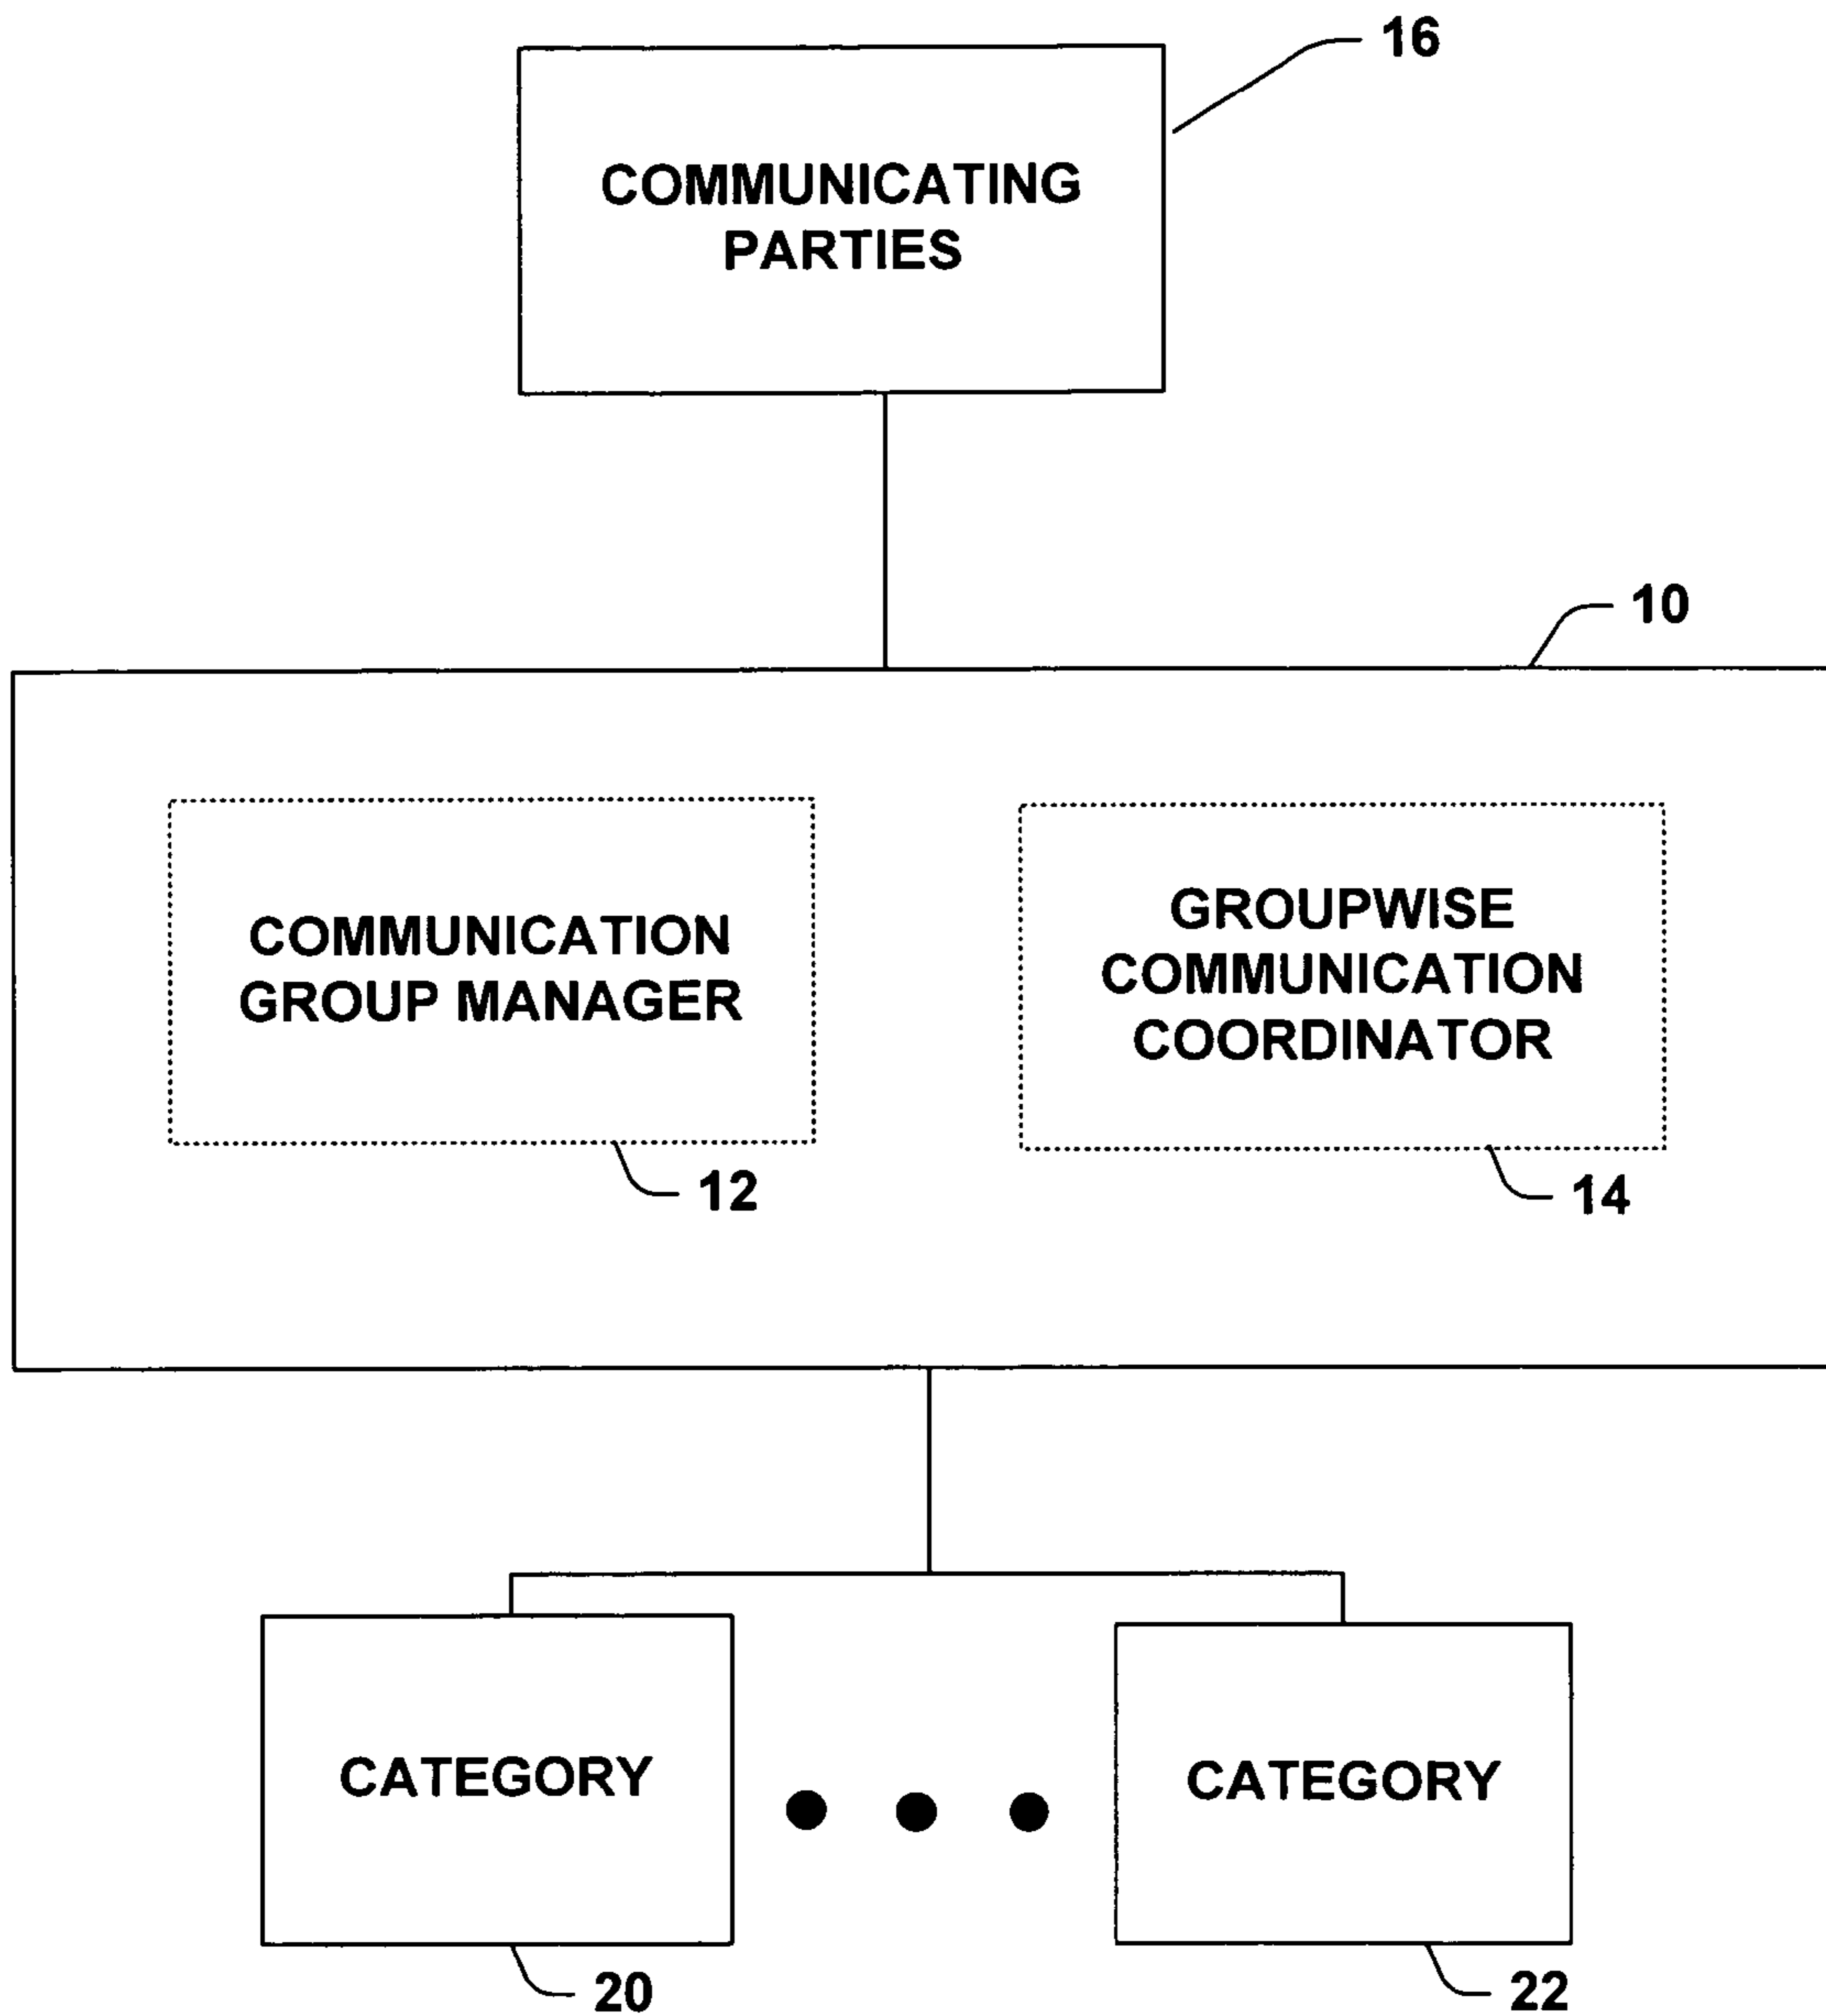 16
COMMUNICATING
PARTIES
10
COMMUNICATION
GROUP MANAGER
12
GROUPWISE
COMMUNICATION
COORDINATOR
14
CATEGORY
20
CATEGORY
22